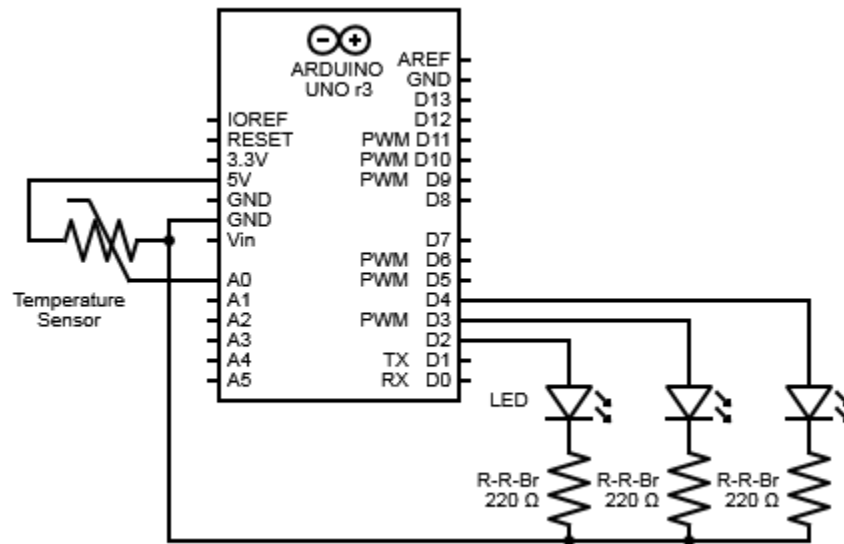 ARDUINO
UNO r3
IOREF
RESET
3.3V
5V
GND
GND
Vin
A0
A1
A2
A3
A4
A5
AREF
GND
D13
D12
PWM D11
PWM D10
PWM D9
D8
D7
PWM D6
PWM D5
D4
PWM D3
D2
TX D1
RX D0
Temperature
Sensor
LED
R-R-Br
220 Ω
R-R-Br
220 Ω
R-R-Br
220 Ω